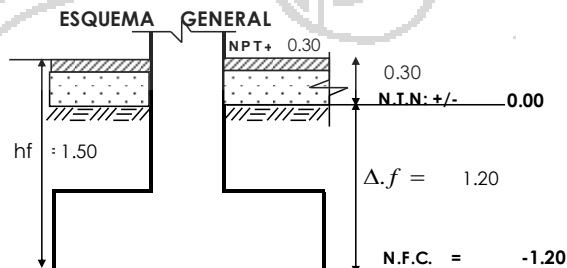 ESQUEMA GENERAL
NPT+ 0.30
0.30
N.T.N: +/- 0.00
hf : 1.50
Δ.f = 1.20
N.F.C. = -1.20